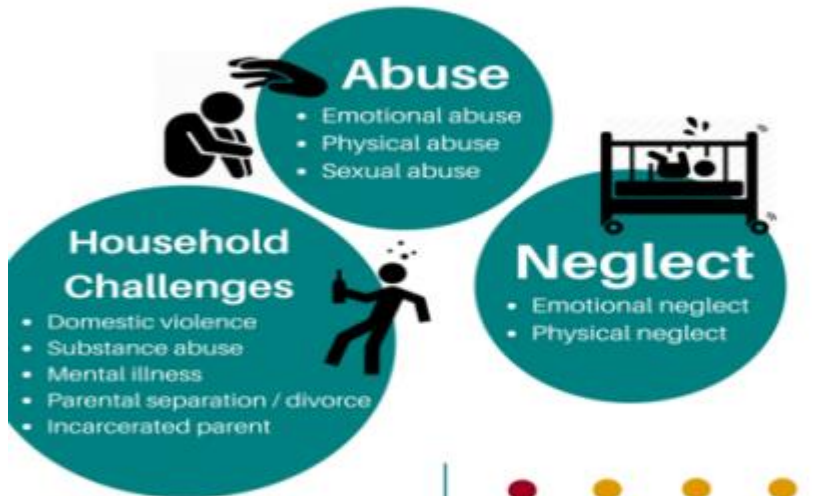 Abuse
• Emotional abuse
• Physical abuse
• Sexual abuse
Household
Challenges
• Domestic violence
• Substance abuse
• Mental illness
• Parental separation / divorce
• Incarcerated parent
Neglect
• Emotional neglect
• Physical neglect